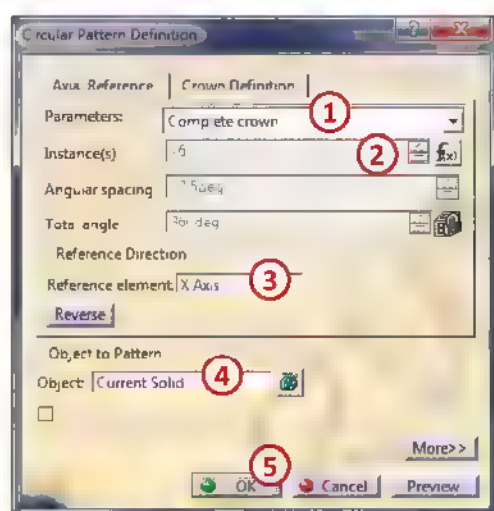 Circular Pattern Definition
Axial Reference Crown Definition
Parameters: Complete crown 1
Instance(s) 2 f(x)
Angular spacing
Total angle deg
Reference Direction
Reference element: X Axis 3
Reverse
Object to Pattern
Object: Current Solid 4
More>>
5
OK Cancel Preview